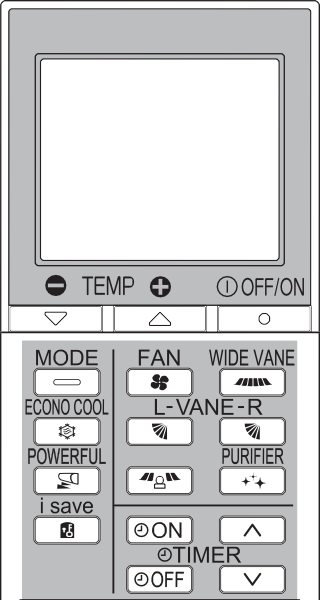 TEMP OFF/ON
MODE FAN WIDE VANE
ECONO COOL L-VANE-R
POWERFUL PURIFIER
i save
ON
TIMER
OFF